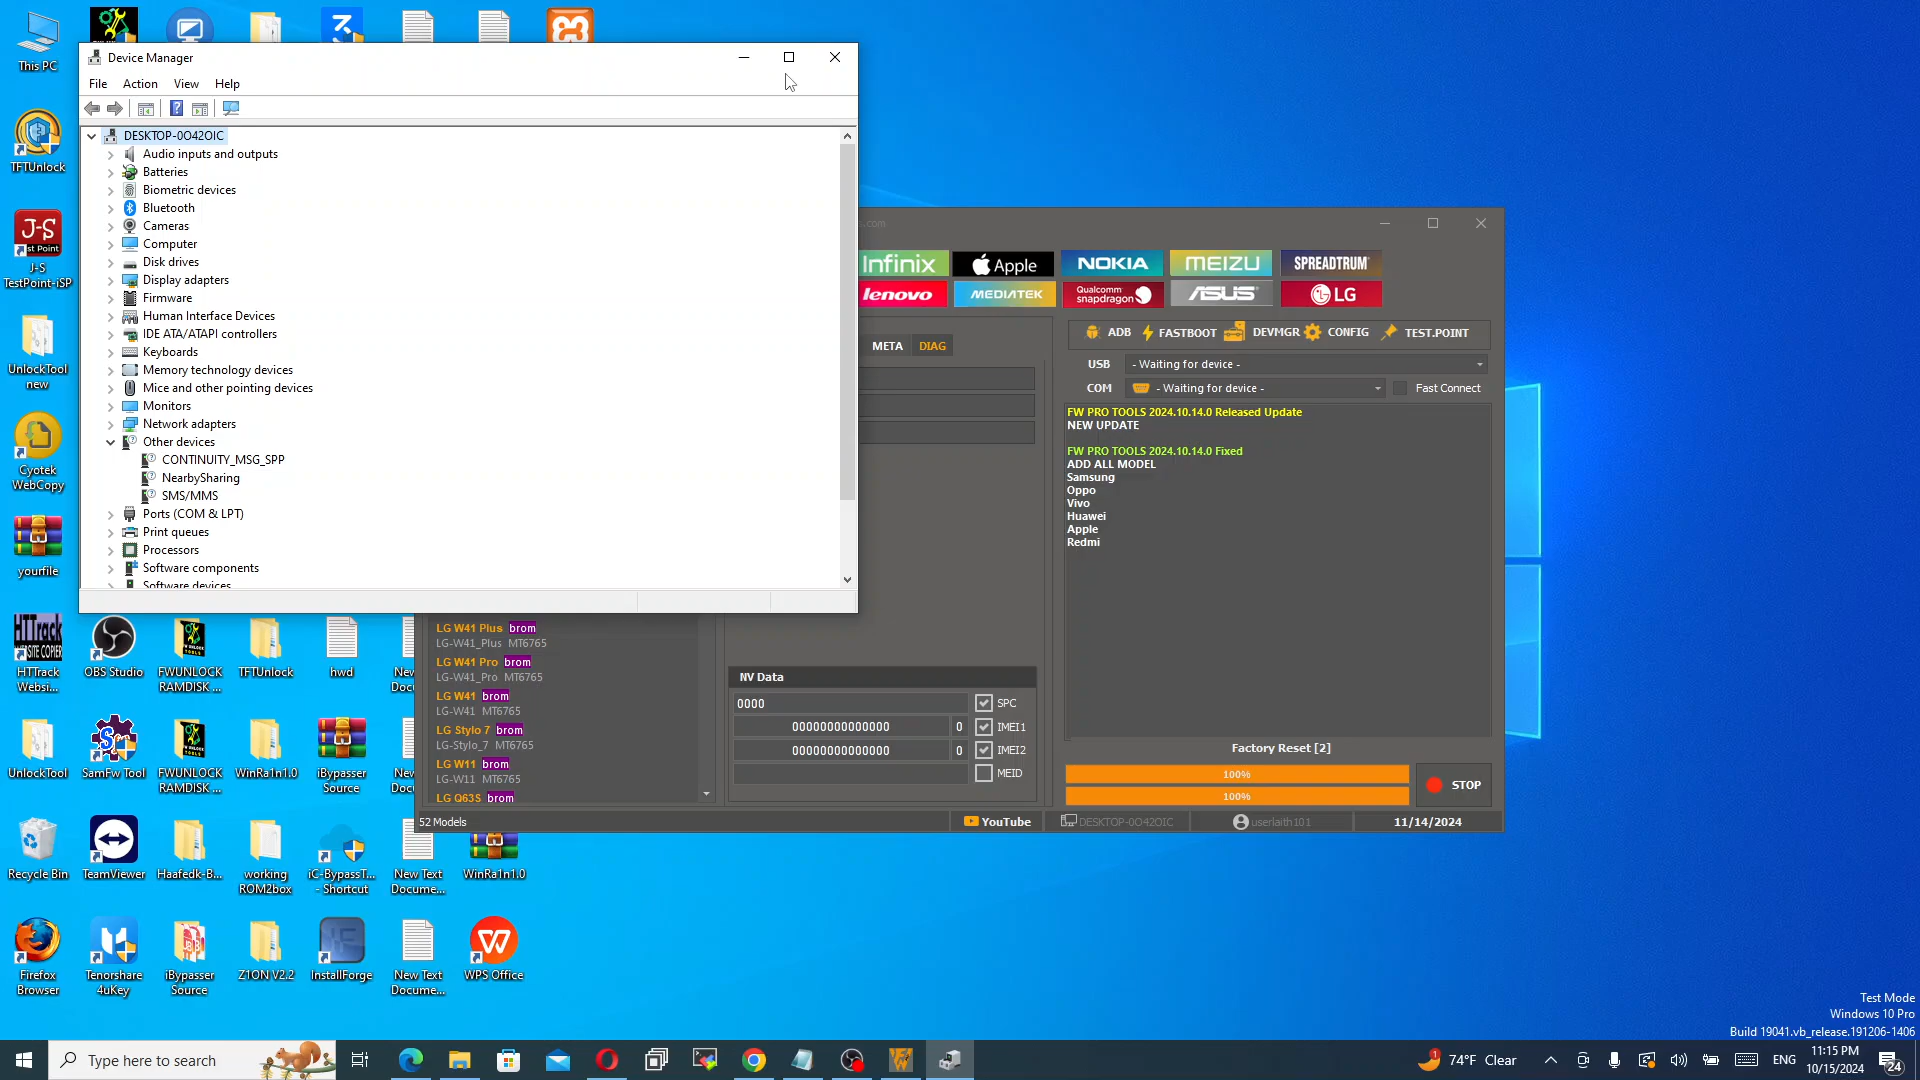 This PC
TFTUnlock
J-S
TestPoint-iSP
UnlockTool
new
Cyotek
WebCopy
yourfile
HTTrack
Websi...
OBS Studio
FWUNLOCK
RAMDISK ...
TFTUnlock
hwd
New
Docu
UnlockTool
SamFw Tool
FWUNLOCK
RAMDISK ...
WinRa1n1.0
iBypasser
Source
New
Docu
Recycle Bin
TeamViewer
Haafedk-B...
working
ROM2box
iC-BypassT...
- Shortcut
New Text
Docume...
WinRa1n1.0
Firefox
Browser
Tenorshare
4uKey
iBypasser
Source
Z1ON V2.2
InstallForge
New Text
Docume...
WPS Office
Device Manager
File Action View Help
DESKTOP-0O42OIC
Audio inputs and outputs
Batteries
Biometric devices
Bluetooth
Cameras
Computer
Disk drives
Display adapters
Firmware
Human Interface Devices
IDE ATA/ATAPI controllers
Keyboards
Memory technology devices
Mice and other pointing devices
Monitors
Network adapters
Other devices
CONTINUITY_MSG_SPP
NearbySharing
SMS/MMS
Ports (COM & LPT)
Print queues
Processors
Software components
Software devices
s.com
Infinix Apple NOKIA MEIZU SPREADTRUM
lenovo MEDIATEK Qualcomm snapdragon ASUS LG
META DIAG
ADB FASTBOOT DEVMGR CONFIG TEST.POINT
USB - Waiting for device -
COM - Waiting for device - Fast Connect
FW PRO TOOLS 2024.10.14.0 Released Update
NEW UPDATE
FW PRO TOOLS 2024.10.14.0 Fixed
ADD ALL MODEL
Samsung
Oppo
Vivo
Huawei
Apple
Redmi
LG W41 Plus brom
LG-W41_Plus MT6765
LG W41 Pro brom
LG-W41_Pro MT6765
LG W41 brom
LG-W41 MT6765
LG Stylo 7 brom
LG-Stylo_7 MT6765
LG W11 brom
LG-W11 MT6765
LG Q63S brom
NV Data
0000 SPC
00000000000000 0 IMEI1
00000000000000 0 IMEI2
MEID
Factory Reset [2]
100%
100%
STOP
52 Models
YouTube
DESKTOP-0O42OIC
userlaith101
11/14/2024
Test Mode
Windows 10 Pro
Build 19041.vb_release.191206-1406
Type here to search
74°F Clear
ENG
11:15 PM
10/15/2024
24